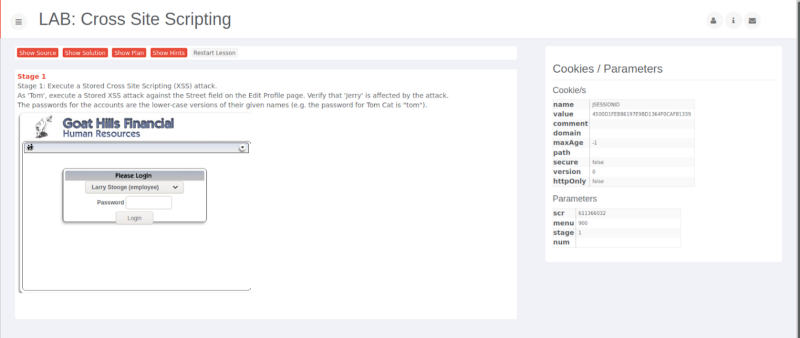 LAB: Cross Site Scripting
Show Source Show Solution Show Plan Show Hints Restart Lesson
Stage 1
Stage 1: Execute a Stored Cross Site Scripting (XSS) attack.
As 'Tom', execute a Stored XSS attack against the Street field on the Edit Profile page. Verify that 'Jerry' is affected by the attack.
The passwords for the accounts are the lower-case versions of their given names (e.g. the password for Tom Cat is "tom").
Goat Hills Financial
Human Resources
Please Login
Larry Stooge (employee)
Password
Login
Cookies / Parameters
Cookie/s
name JSESSIONID
value
comment
domain
maxAge -1
path
secure false
version 0
httpOnly false
Parameters
scr 611366032
menu 900
stage 1
num